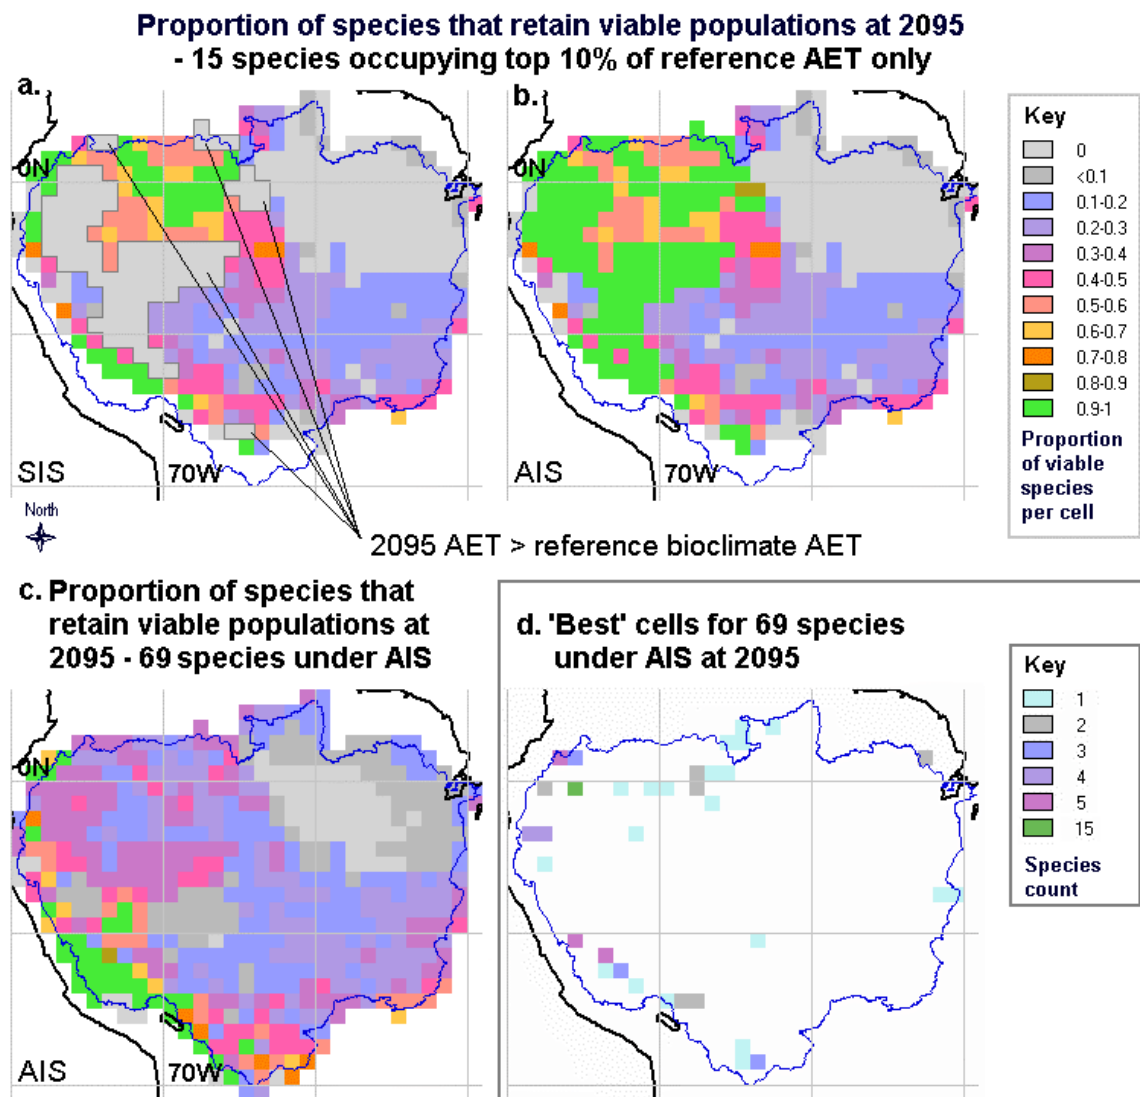 Proportion of species that retain viable populations at 2095
- 15 species occupying top 10% of reference AET only
a.
b.
0N
0N
SIS
70W
AIS
70W
Key
0
<0.1
0.1-0.2
0.2-0.3
0.3-0.4
0.4-0.5
0.5-0.6
0.6-0.7
0.7-0.8
0.8-0.9
0.9-1
Proportion
of viable
species
per cell
North
2095 AET > reference bioclimate AET
c. Proportion of species that
retain viable populations at
2095 - 69 species under AIS
0N
AIS
70W
d. 'Best' cells for 69 species
under AIS at 2095
Key
1
2
3
4
5
15
Species
count